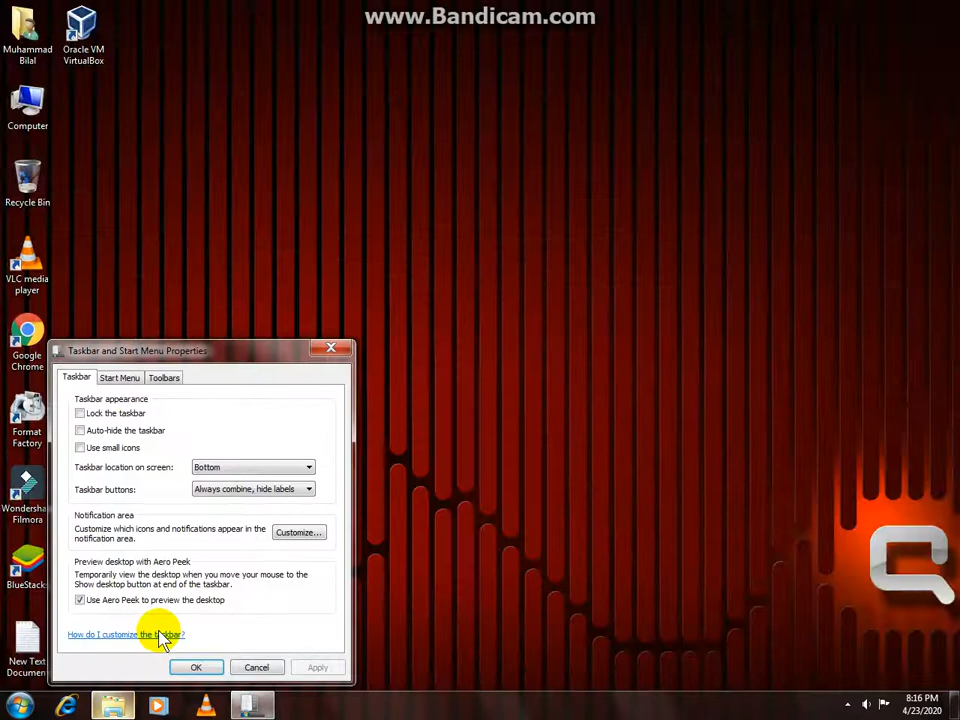 www.Bandicam.com
Muhammad
Bilal
Oracle VM
VirtualBox
Computer
Recycle Bin
VLC media
player
Google
Chrome
Format
Factory
Wondersha
Filmora
BlueStacks
New Text
Documen
Taskbar and Start Menu Properties
Taskbar
Start Menu
Toolbars
Taskbar appearance
Lock the taskbar
Auto-hide the taskbar
Use small icons
Taskbar location on screen:
Bottom
Taskbar buttons:
Always combine, hide labels
Notification area
Customize which icons and notifications appear in the
notification area.
Customize...
Preview desktop with Aero Peek
Temporarily view the desktop when you move your mouse to the
Show desktop button at end of the taskbar.
Use Aero Peek to preview the desktop
How do I customize the taskbar?
OK
Cancel
Apply
8:16 PM
4/23/2020